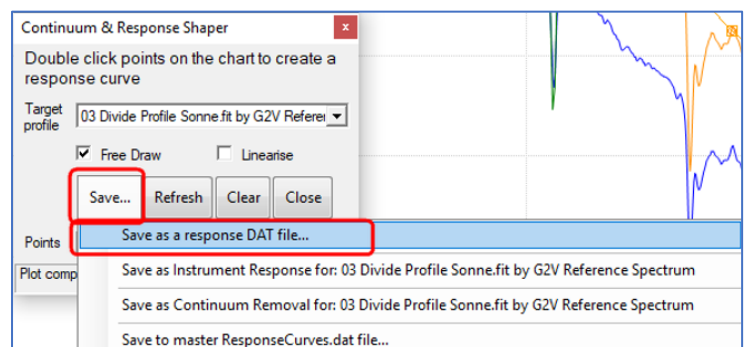 Continuum & Response Shaper
x
Double click points on the chart to create a
response curve
Target
profile
03 Divide Profile Sonne.fit by G2V Referer
Free Draw
Linearise
Save... Refresh Clear Close
Points
Save as a response DAT file...
Plot comp
Save as Instrument Response for: 03 Divide Profile Sonne.fit by G2V Reference Spectrum
Save as Continuum Removal for: 03 Divide Profile Sonne.fit by G2V Reference Spectrum
Save to master ResponseCurves.dat file...